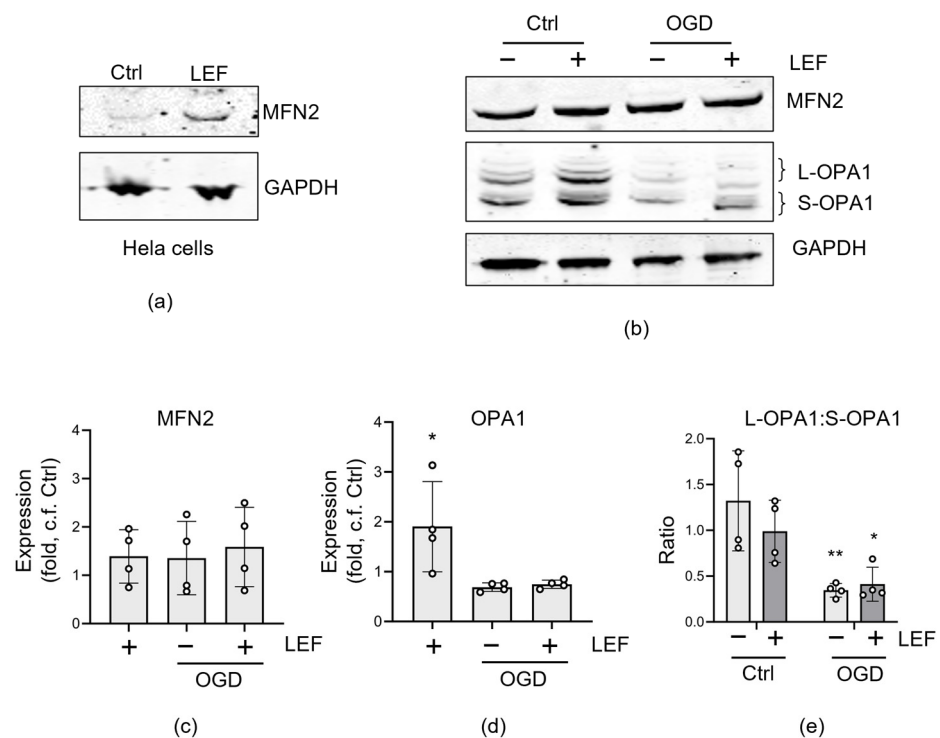 Ctrl LEF
MFN2
GAPDH
Hela cells
(a)
Ctrl OGD
− + − + LEF
MFN2
L-OPA1
S-OPA1
GAPDH
(b)
MFN2
Expression
(fold, c.f. Ctrl)
4
3
2
1
0
+ − + LEF
OGD
(c)
OPA1
Expression
(fold, c.f. Ctrl)
4
3
2
1
0
*
+ − + LEF
OGD
(d)
L-OPA1:S-OPA1
Ratio
2.0
1.5
1.0
0.5
0.0
** *
− + − + LEF
Ctrl OGD
(e)